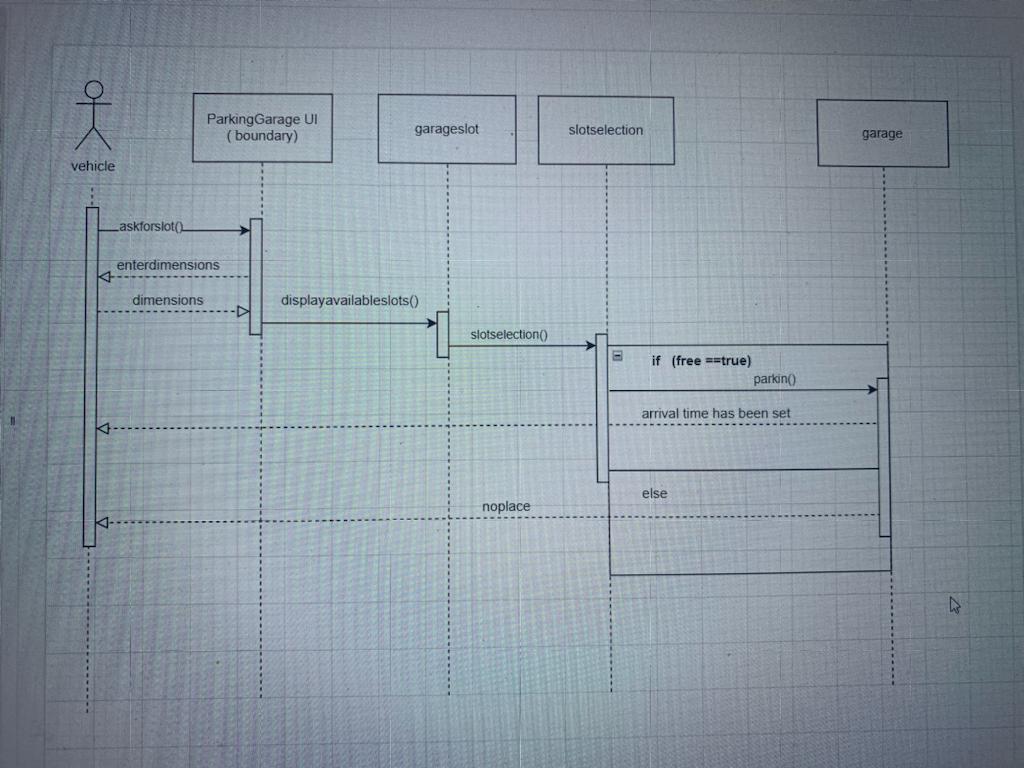 ParkingGarage UI
( boundary)
garageslot
slotselection
garage
vehicle
askforslot()
enterdimensions
dimensions
displayavailableslots()
slotselection()
if (free ==true)
parkin()
arrival time has been set
else
noplace